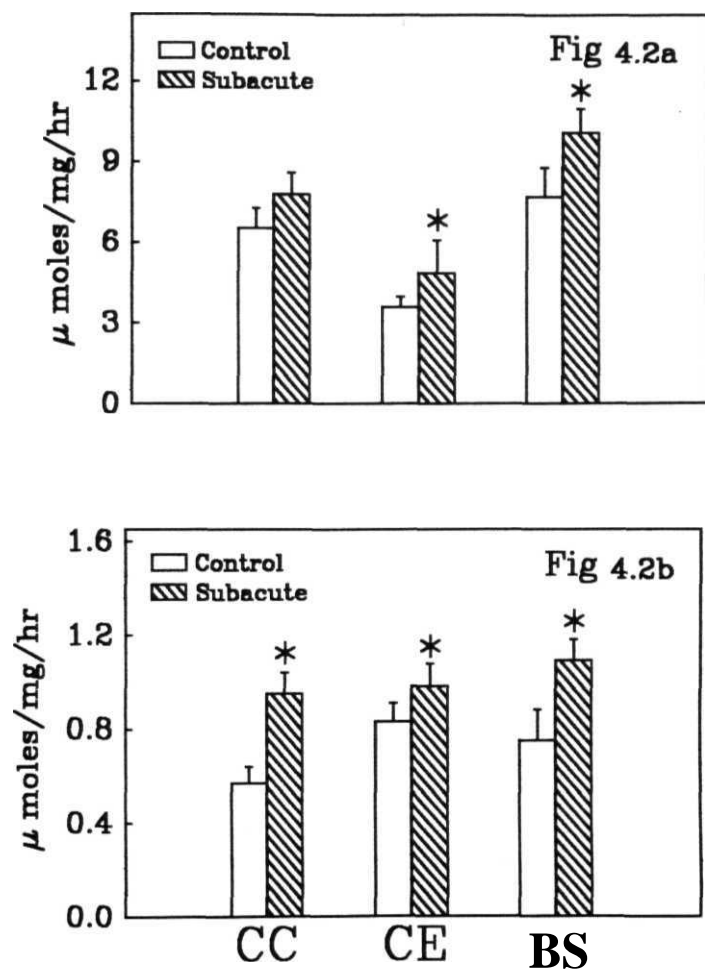 Control
Subacute
Fig 4.2a
12
9
6
3
0
μ moles/mg/hr
*
*
Control
Subacute
Fig 4.2b
1.6
1.2
0.8
0.4
0.0
μ moles/mg/hr
*
*
*
CC CE BS